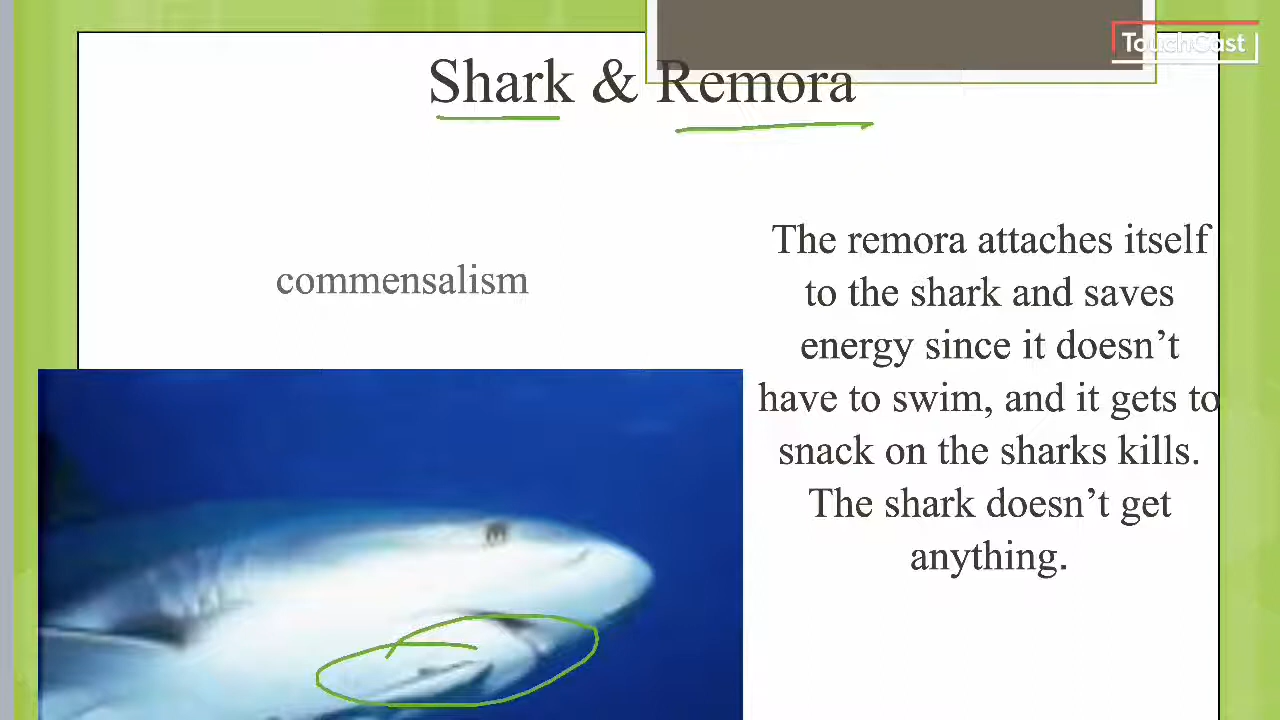 TouchCast
Shark & Remora
commensalism
The remora attaches itself
to the shark and saves
energy since it doesn’t
have to swim, and it gets to
snack on the sharks kills.
The shark doesn’t get
anything.